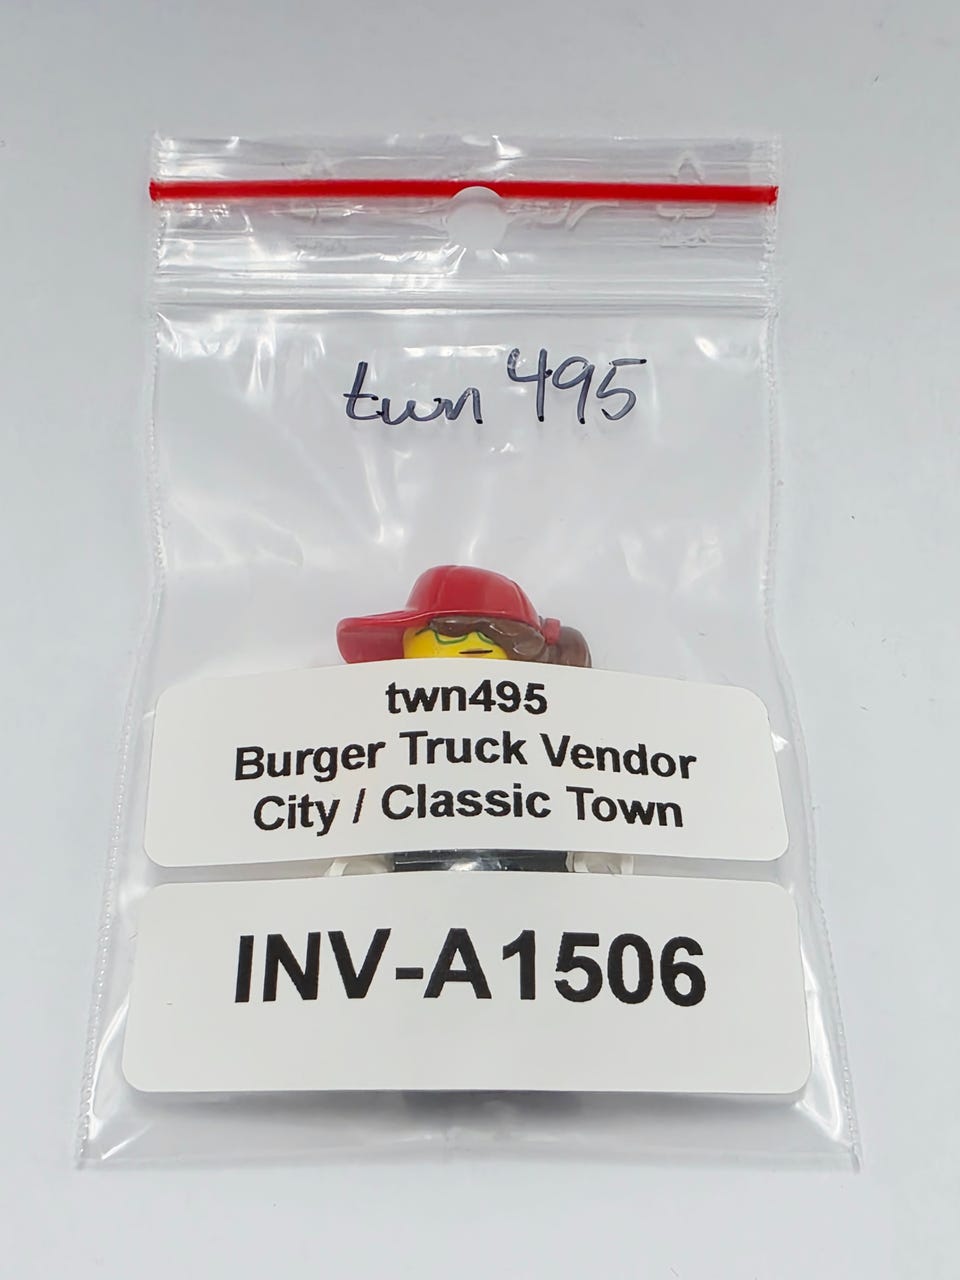 twn 495
twn495
Burger Truck Vendor
City / Classic Town
INV-A1506